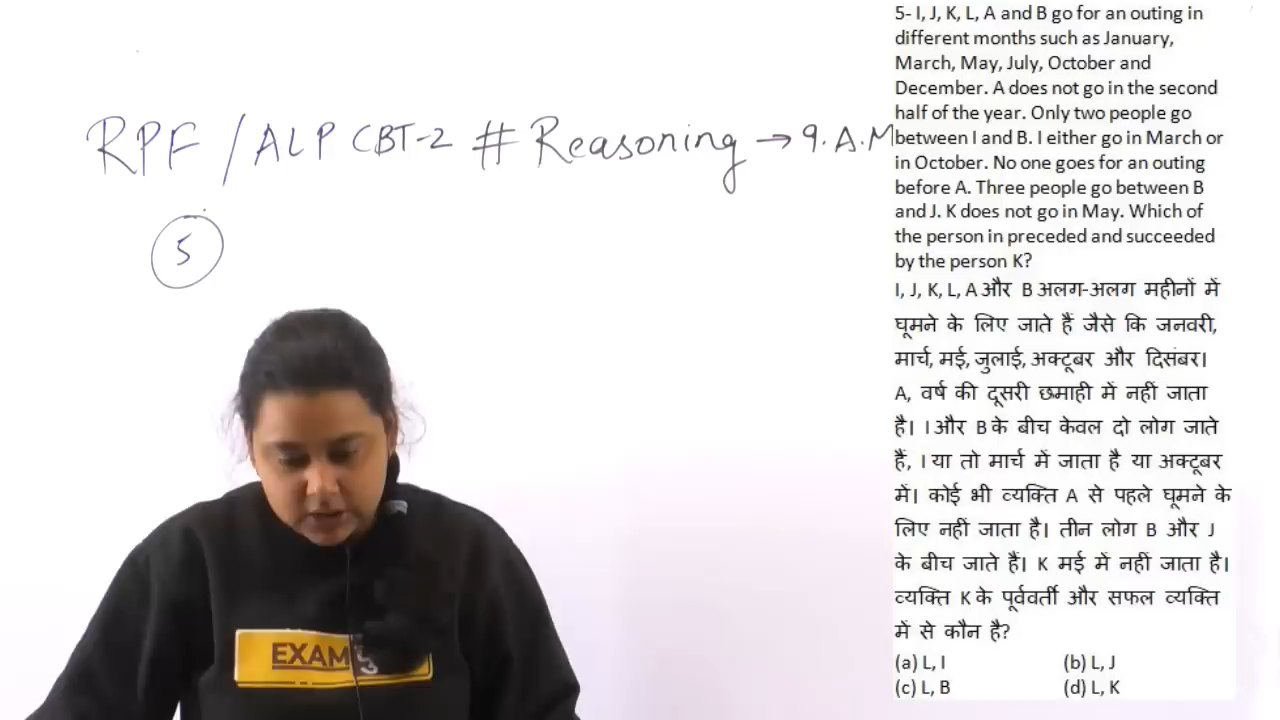 RPF / ALP CBT-2 # Reasoning → 9.A.M
5
EXAM
5- I, J, K, L, A and B go for an outing in
different months such as January,
March, May, July, October and
December. A does not go in the second
half of the year. Only two people go
between I and B. I either go in March or
in October. No one goes for an outing
before A. Three people go between B
and J. K does not go in May. Which of
the person in preceded and succeeded
by the person K?
I, J, K, L, A और B अलग-अलग महीनों में
घूमने के लिए जाते हैं जैसे कि जनवरी,
मार्च, मई, जुलाई, अक्टूबर और दिसंबर।
A, वर्ष की दूसरी छमाही में नहीं जाता
है। I और B के बीच केवल दो लोग जाते
हैं, I या तो मार्च में जाता है या अक्टूबर
में। कोई भी व्यक्ति A से पहले घूमने के
लिए नहीं जाता है। तीन लोग B और J
के बीच जाते हैं। K मई में नहीं जाता है।
व्यक्ति K के पूर्ववर्ती और सफल व्यक्ति
में से कौन है?
(a) L, I (b) L, J
(c) L, B (d) L, K